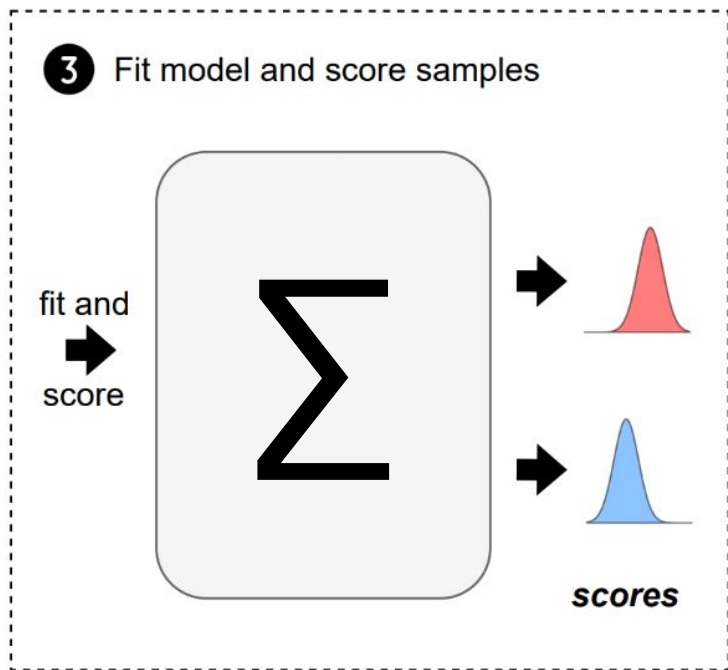 3 Fit model and score samples
fit and
score
Σ
scores